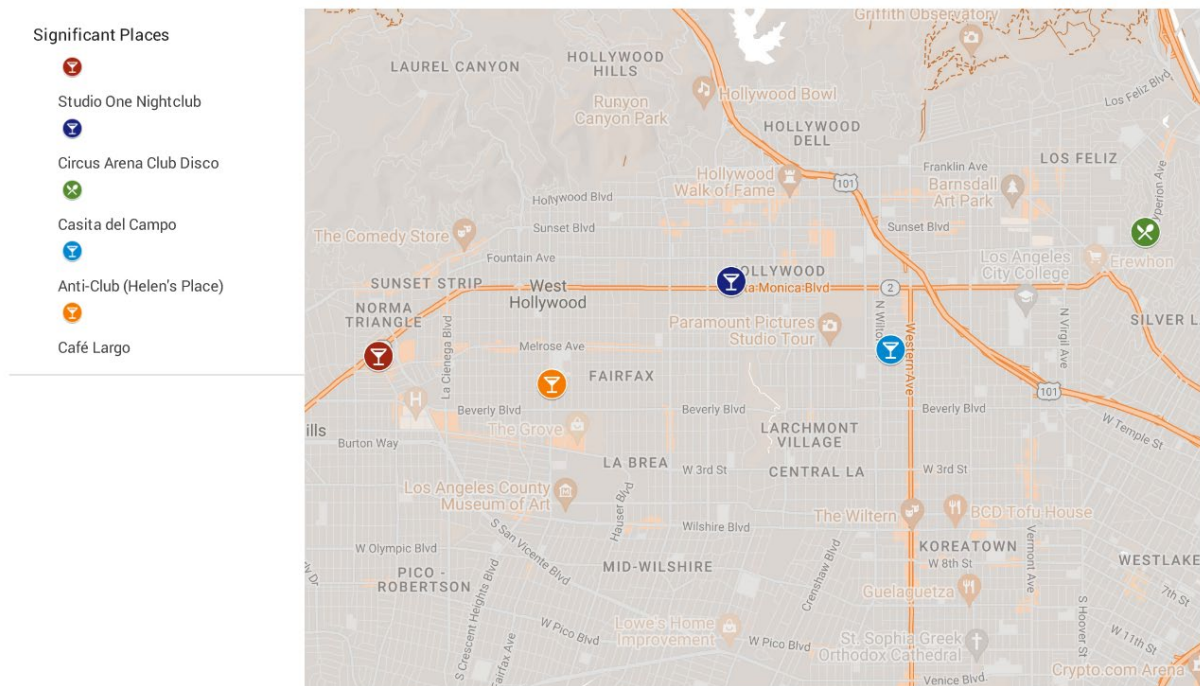 Significant Places
Studio One Nightclub
Circus Arena Club Disco
Casita del Campo
Anti-Club (Helen's Place)
Café Largo
Griffith Observatory
LAUREL CANYON
HOLLYWOOD
HILLS
Runyon
Canyon Park
Hollywood Bowl
Los Feliz Blvd
HOLLYWOOD
DELL
Franklin Ave
LOS FELIZ
Hollywood
Walk of Fame
101
Barnsdall
Art Park
yperion Ave
Hollywood Blvd
Sunset Blvd
Sunset Blvd
The Comedy Store
Fountain Ave
Los Angeles
City College
Erewhon
SUNSET STRIP
West
Hollywood
OLLYWOOD
ta Monica Blvd
2
NORMA
TRIANGLE
La Cienega Blvd
Paramount Pictures
Studio Tour
N Wilto
Western Ave
N Virgil Ave
SILVER L
Melrose Ave
FAIRFAX
H
101
Beverly Blvd
Beverly Blvd
Beverly Blvd
W Temple St
ills
Burton Way
The Grove
LARCHMONT
VILLAGE
LA BREA
W 3rd St
CENTRAL LA
W 3rd St
Los Angeles County
Museum of Art
Hauser Blvd
The Wiltern
BCD Tofu House
Wilshire Blvd
S San Vicente Blvd
W Olympic Blvd
KOREATOWN
W 8th St
Vermont Ave
WESTLAKE
ly Dr
PICO -
ROBERTSON
MID-WILSHIRE
Crenshaw Blvd
Guelaguetza
7th St
S Crescent Heights Blvd
Fairfax Ave
W Pico Blvd
Lowe's Home
Improvement
W Pico Blvd
St. Sophia Greek
Orthodox Cathedral
S Hoover St
W 11th St
Crypto.com Arena
Venice Blvd